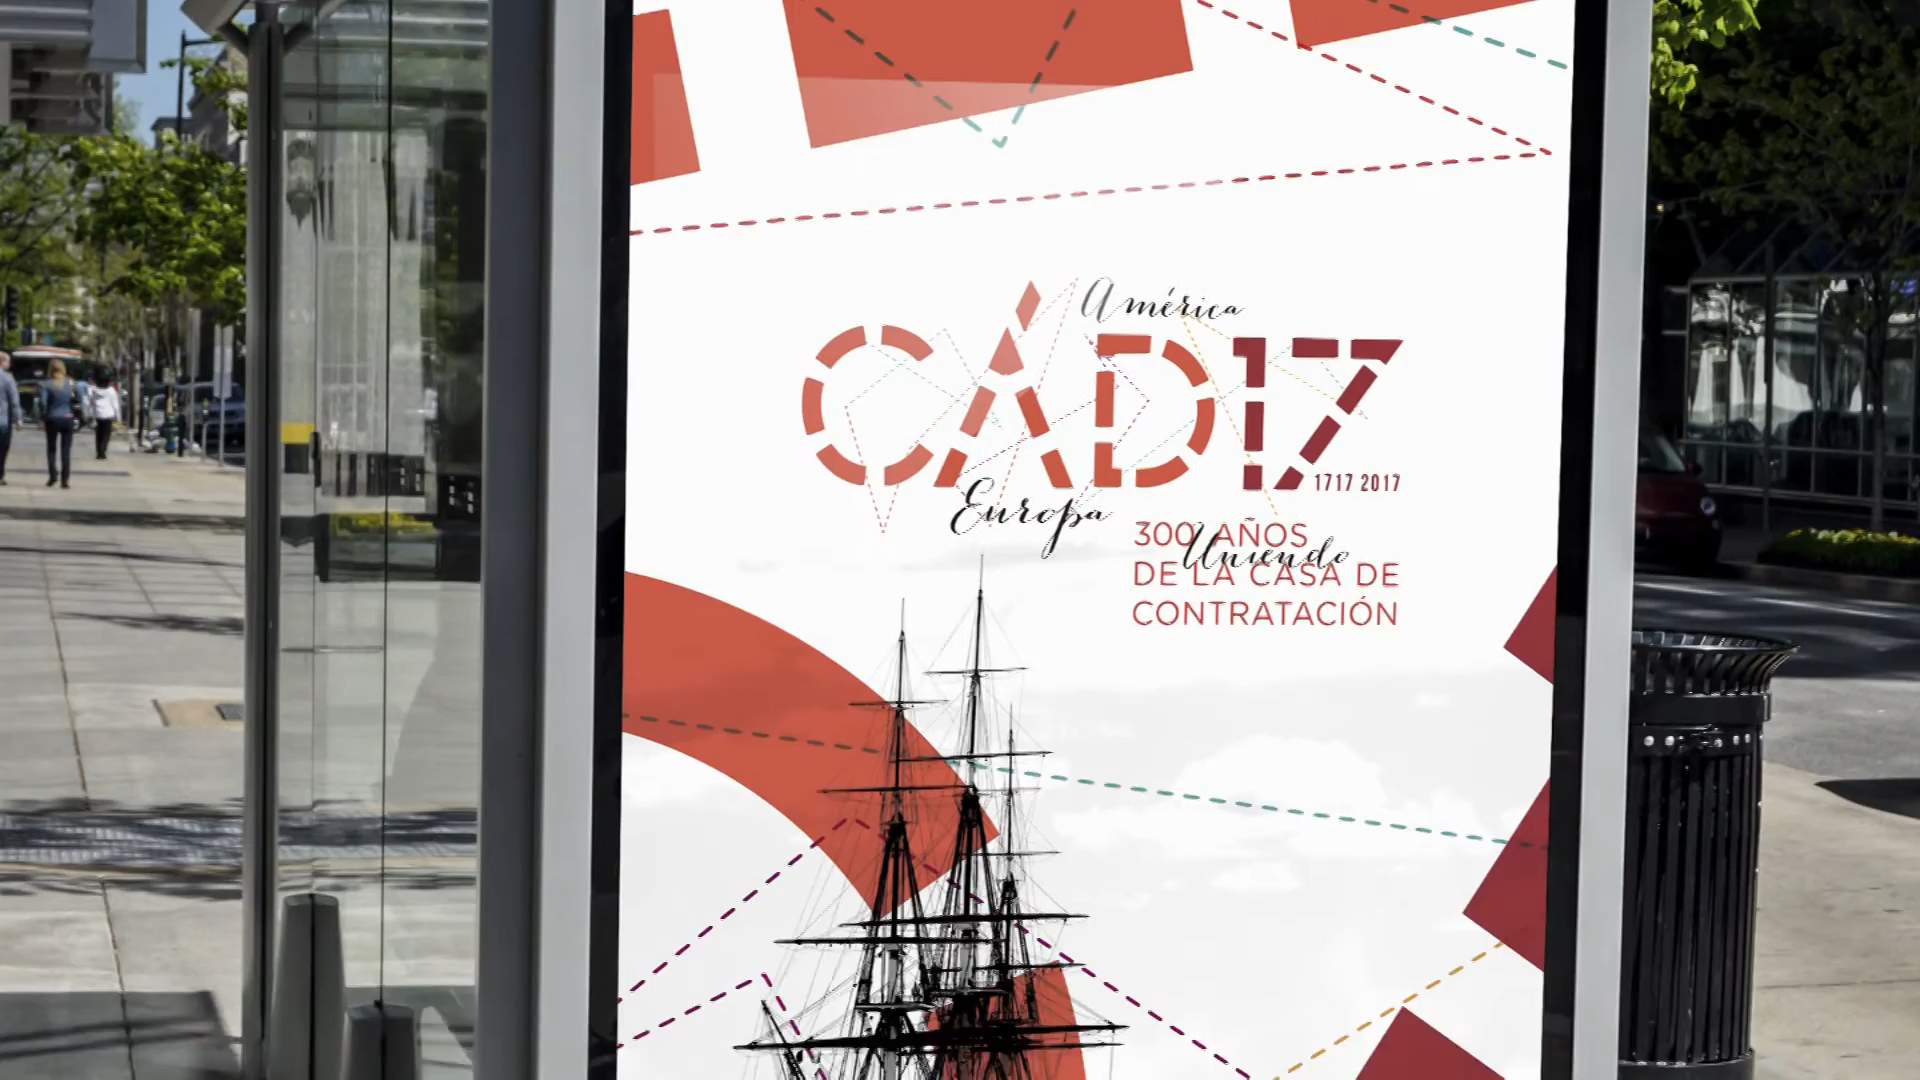 América
CÁD17
1717 2017
Europa
300 AÑOS
Uniendo
DE LA CASA DE
CONTRATACIÓN